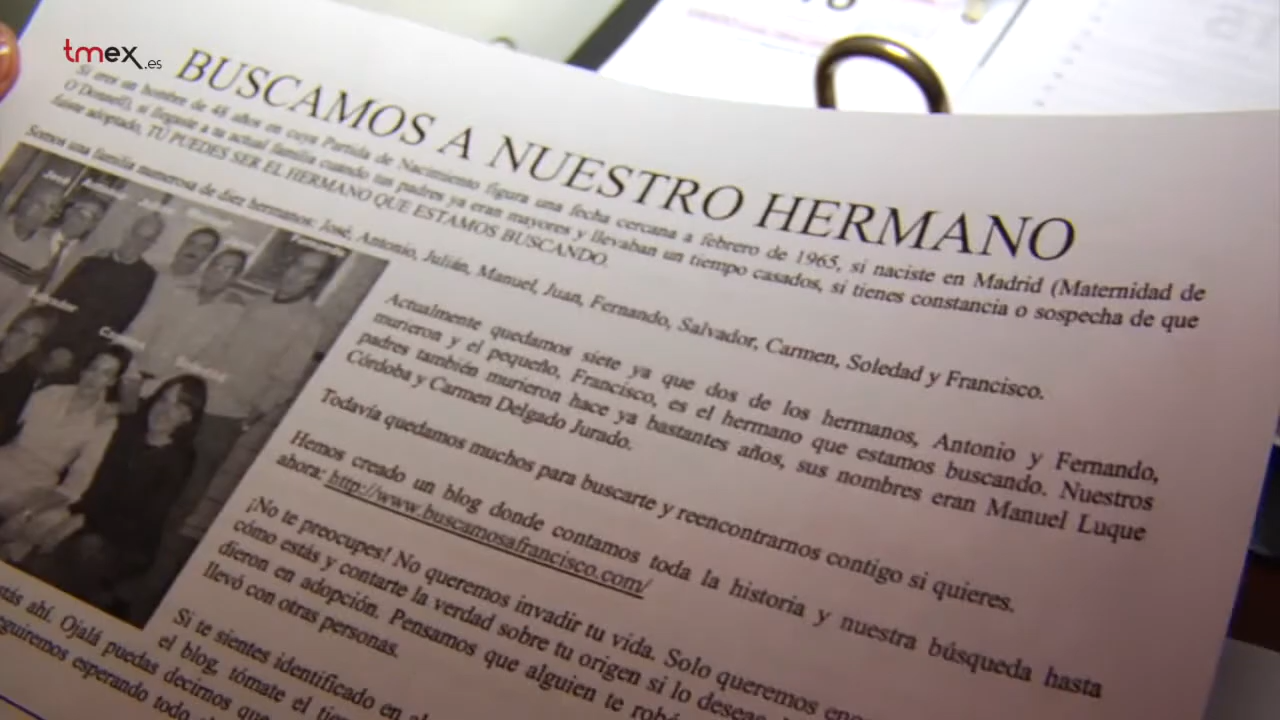 tmex.es
BUSCAMOS A NUESTRO HERMANO
Si eres un hombre de 48 años en cuya Partida de Nacimiento figura una fecha cercana a febrero de 1965, si naciste en Madrid (Maternidad de
O'Donnell), si llegaste a tu actual familia cuando tus padres ya eran mayores y llevaban un tiempo casados, si tienes constancia o sospecha de que
fuiste adoptado, TÚ PUEDES SER EL HERMANO QUE ESTAMOS BUSCANDO.
Somos una familia numerosa de diez hermanos: José, Antonio, Julián, Manuel, Juan, Fernando, Salvador, Carmen, Soledad y Francisco.
Actualmente quedamos siete ya que dos de los hermanos, Antonio y Fernando,
murieron y el pequeño, Francisco, es el hermano que estamos buscando. Nuestros
padres también murieron hace ya bastantes años, sus nombres eran Manuel Luque
Córdoba y Carmen Delgado Jurado.
Todavía quedamos muchos para buscarte y reencontrarnos contigo si quieres.
Hemos creado un blog donde contamos toda la historia y nuestra búsqueda hasta
ahora: http://www.buscamosafrancisco.com/
¡No te preocupes! No queremos invadir tu vida. Solo queremos
cómo estás y contarte la verdad sobre tu origen si lo deseas
dieron en adopción. Pensamos que alguien te robó
llevó con otras personas.
Si te sientes identificado en
el blog, tómate el
ahí. Ojalá puedas decirnos que
esperando todo